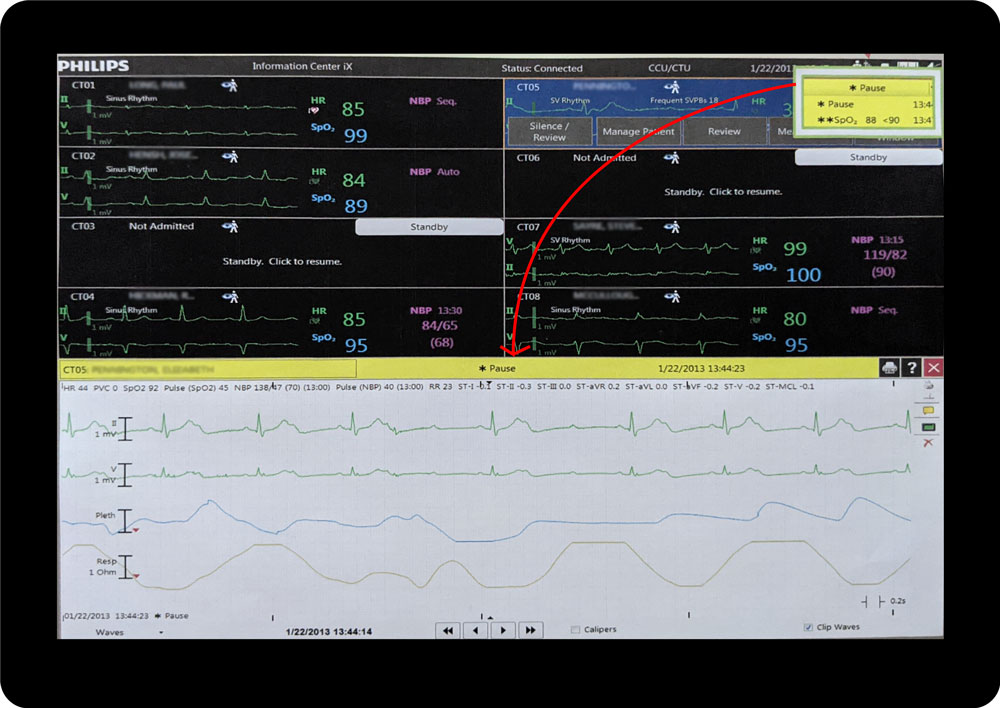 PHILIPS Information Center iX Status: Connected CCU/CTU 1/22/2013
CT01
II Sinus Rhythm
1 mV
V
1 mV
HR 85 NBP Seq.
SpO₂ 99
CT02
II Sinus Rhythm
1 mV
V
1 mV
HR 84 NBP Auto
SpO₂ 89
CT03 Not Admitted Standby
Standby. Click to resume.
CT04
II Sinus Rhythm
1 mV
V
HR 85 NBP 13:30
84/65
SpO₂ 95 (68)
CT05
II SV Rhythm Frequent SVPBs 18 HR 3
Silence /
Review
Manage Patient
Review
Me
Window
* Pause
* Pause 13:4
**SpO₂ 88 <90 13:4
CT06 Not Admitted Standby
Standby. Click to resume.
CT07
V SV Rhythm
1 mV
II
1 mV
HR 99 NBP 13:15
119/82
SpO₂ 100 (90)
CT08
II Sinus Rhythm
1 mV
V
HR 80 NBP Seq.
SpO₂ 95
CT05: * Pause 1/22/2013 13:44:23 ? X
HR 44 PVC 0 SpO2 92 Pulse (SpO2) 45 NBP 138/47 (70) (13:00) Pulse (NBP) 40 (13:00) RR 23 ST-I -0.1 ST-II -0.3 ST-III 0.0 ST-aVR 0.2 ST-aVL 0.0 ST-aVF -0.2 ST-V -0.2 ST-MCL -0.1
II
1 mV
V
1 mV
Pleth
Resp
1 Ohm
0.2s
01/22/2013 13:44:23 * Pause
Waves 1/22/2013 13:44:14 Calipers Clip Waves